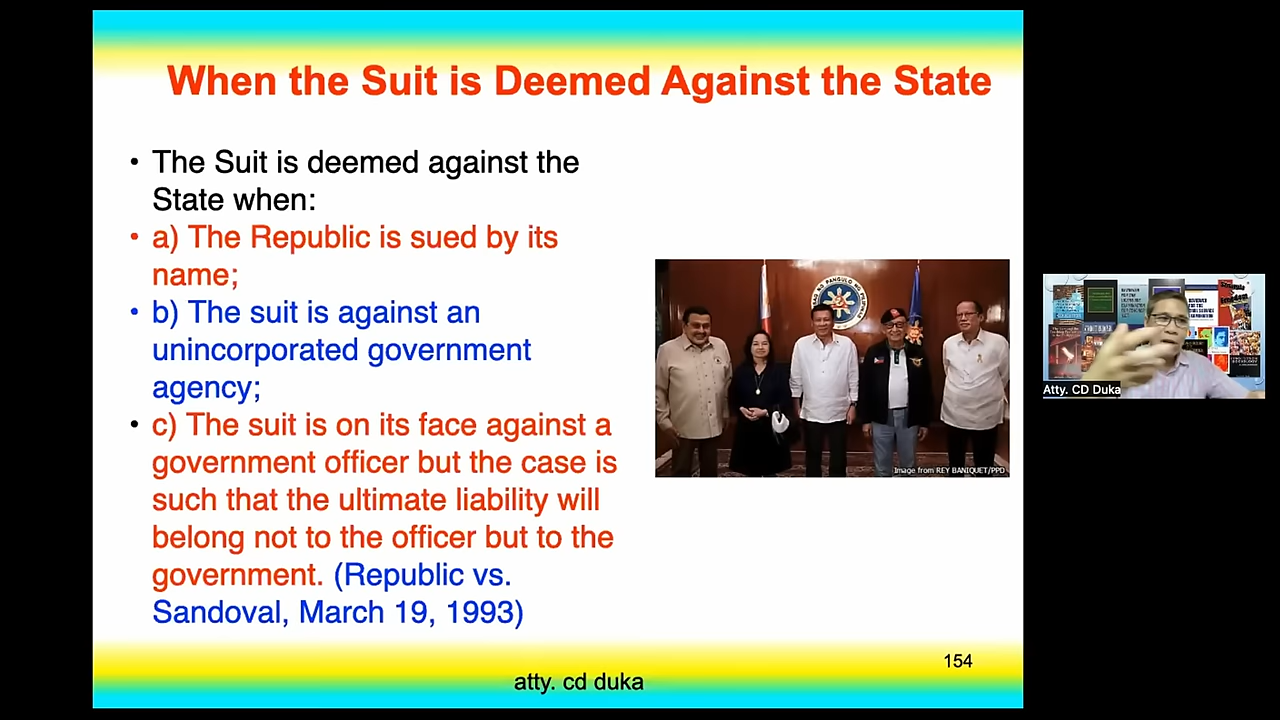 When the Suit is Deemed Against the State
• The Suit is deemed against the
State when:
• a) The Republic is sued by its
name;
• b) The suit is against an
unincorporated government
agency;
• c) The suit is on its face against a
government officer but the case is
such that the ultimate liability will
belong not to the officer but to the
government. (Republic vs.
Sandoval, March 19, 1993)
Image from REY BANIQUET/PPD
154
atty. cd duka
Atty. CD Duka